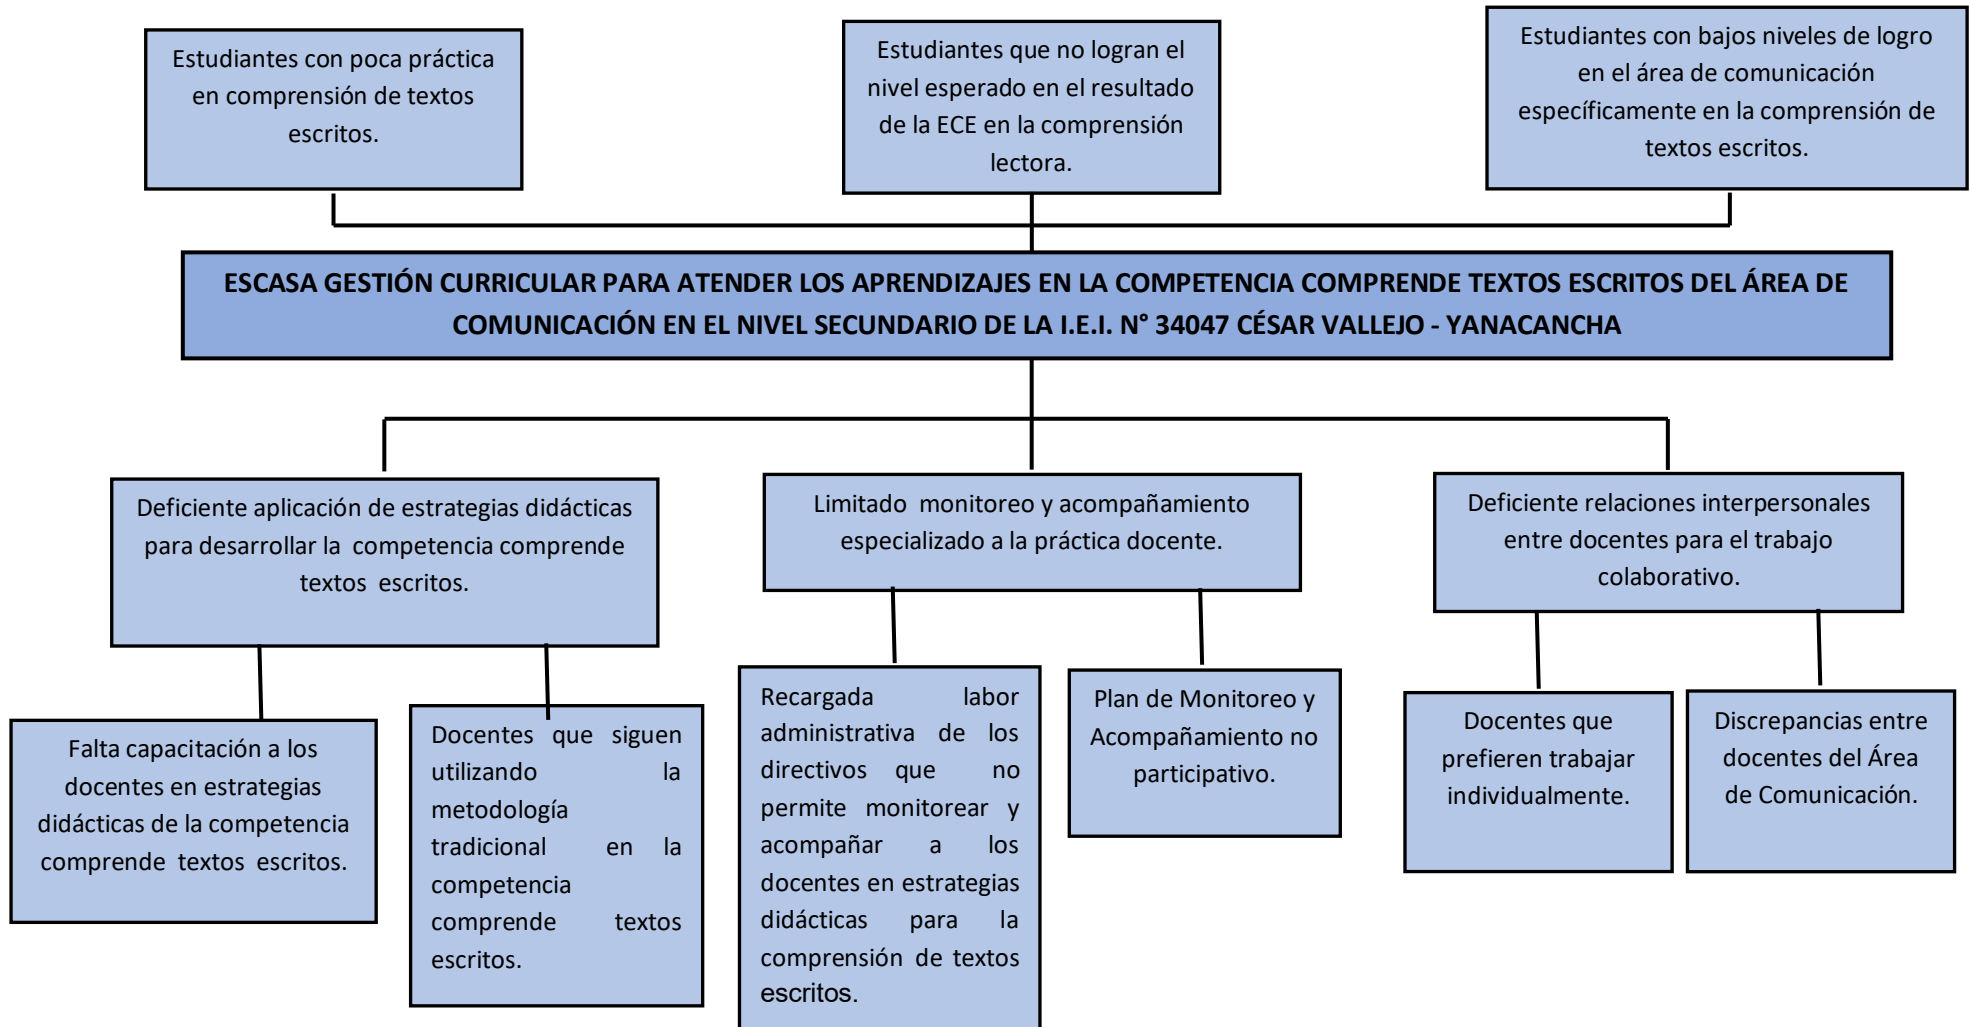 Estudiantes con poca práctica
en comprensión de textos
escritos.
Estudiantes que no logran el
nivel esperado en el resultado
de la ECE en la comprensión
lectora.
Estudiantes con bajos niveles de logro
en el área de comunicación
específicamente en la comprensión de
textos escritos.
ESCASA GESTIÓN CURRICULAR PARA ATENDER LOS APRENDIZAJES EN LA COMPETENCIA COMPRENDE TEXTOS ESCRITOS DEL ÁREA DE
COMUNICACIÓN EN EL NIVEL SECUNDARIO DE LA I.E.I. N° 34047 CÉSAR VALLEJO - YANACANCHA
Deficiente aplicación de estrategias didácticas
para desarrollar la competencia comprende
textos escritos.
Limitado monitoreo y acompañamiento
especializado a la práctica docente.
Deficiente relaciones interpersonales
entre docentes para el trabajo
colaborativo.
Falta capacitación a los
docentes en estrategias
didácticas de la competencia
comprende textos escritos.
Docentes que siguen
utilizando la
metodología
tradicional en la
competencia
comprende textos
escritos.
Recargada labor
administrativa de los
directivos que no
permite monitorear y
acompañar a los
docentes en estrategias
didácticas para la
comprensión de textos
escritos.
Plan de Monitoreo y
Acompañamiento no
participativo.
Docentes que
prefieren trabajar
individualmente.
Discrepancias entre
docentes del Área
de Comunicación.